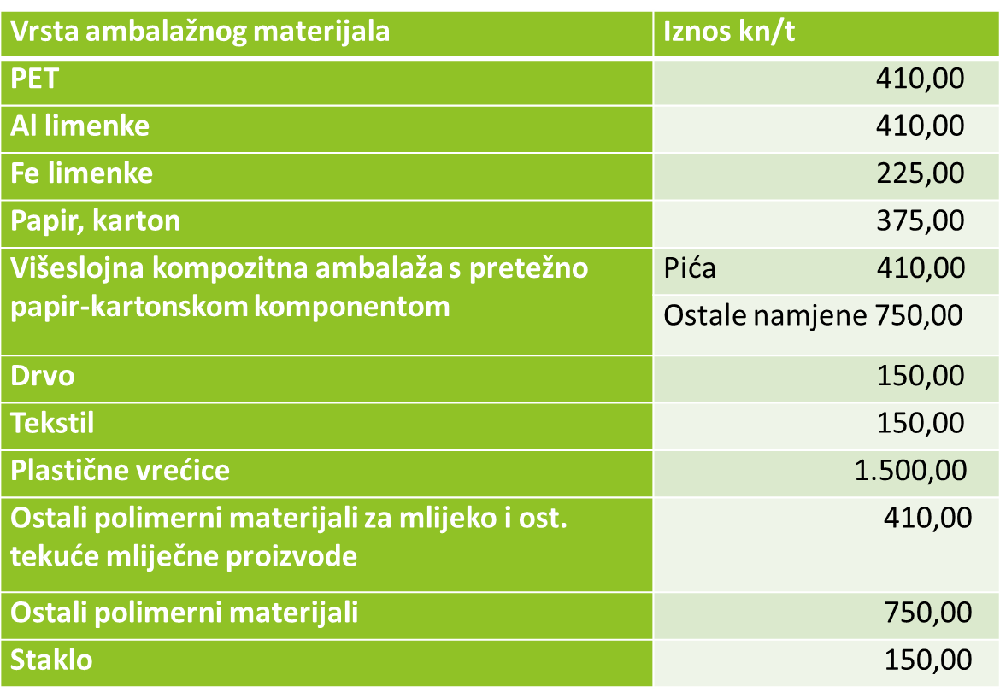 Vrsta ambalažnog materijala Iznos kn/t
PET 410,00
Al limenke 410,00
Fe limenke 225,00
Papir, karton 375,00
Višeslojna kompozitna ambalaža s pretežno Pića 410,00
papir-kartonskom komponentom Ostale namjene 750,00
Drvo 150,00
Tekstil 150,00
Plastične vrećice 1.500,00
Ostali polimerni materijali za mlijeko i ost. 410,00
tekuće mliječne proizvode
Ostali polimerni materijali 750,00
Staklo 150,00